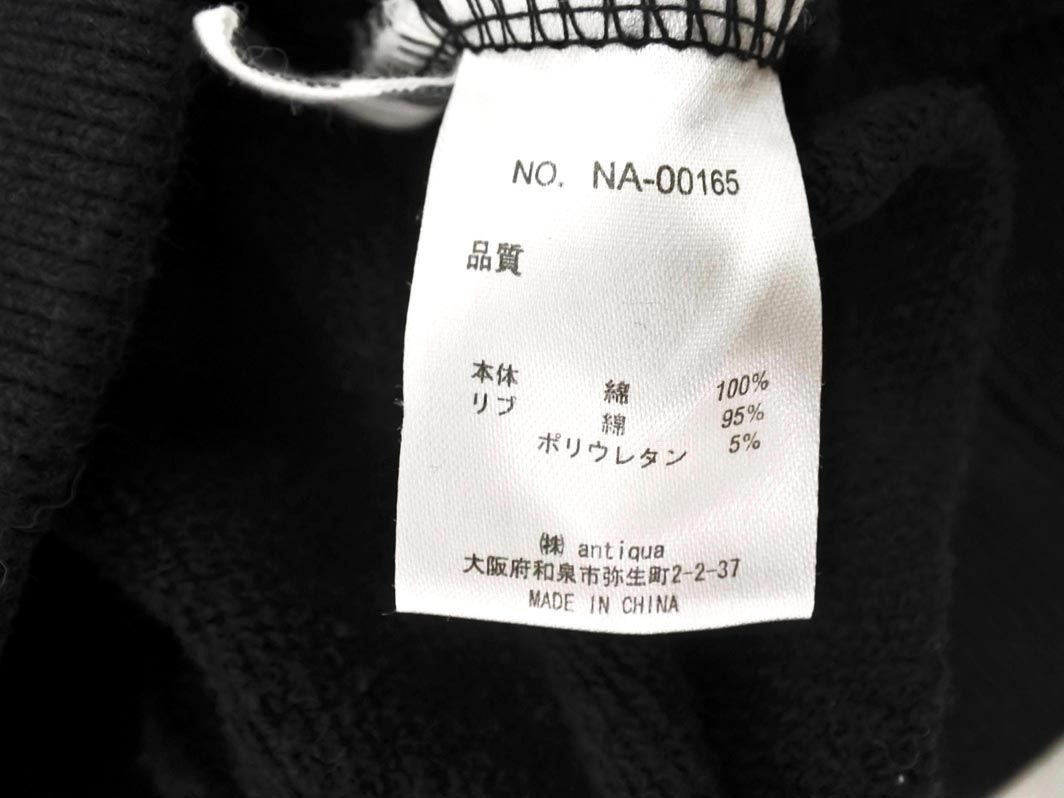 NO. NA-00165
品質
本体 綿 100%
リブ 綿 95%
ポリウレタン 5%
㈱ antiqua
大阪府和泉市弥生町2-2-37
MADE IN CHINA